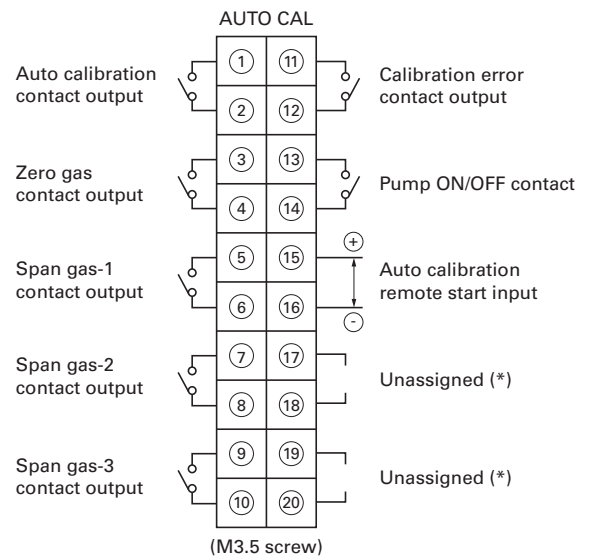 AUTO CAL
Auto calibration
contact output
① ⑪
② ⑫
Calibration error
contact output
Zero gas
contact output
③ ⑬
④ ⑭
Pump ON/OFF contact
Span gas-1
contact output
⑤ ⑮
⑥ ⑯
+
-
Auto calibration
remote start input
Span gas-2
contact output
⑦ ⑰
⑧ ⑱
Unassigned (*)
Span gas-3
contact output
⑨ ⑲
⑩ ⑳
Unassigned (*)
(M3.5 screw)